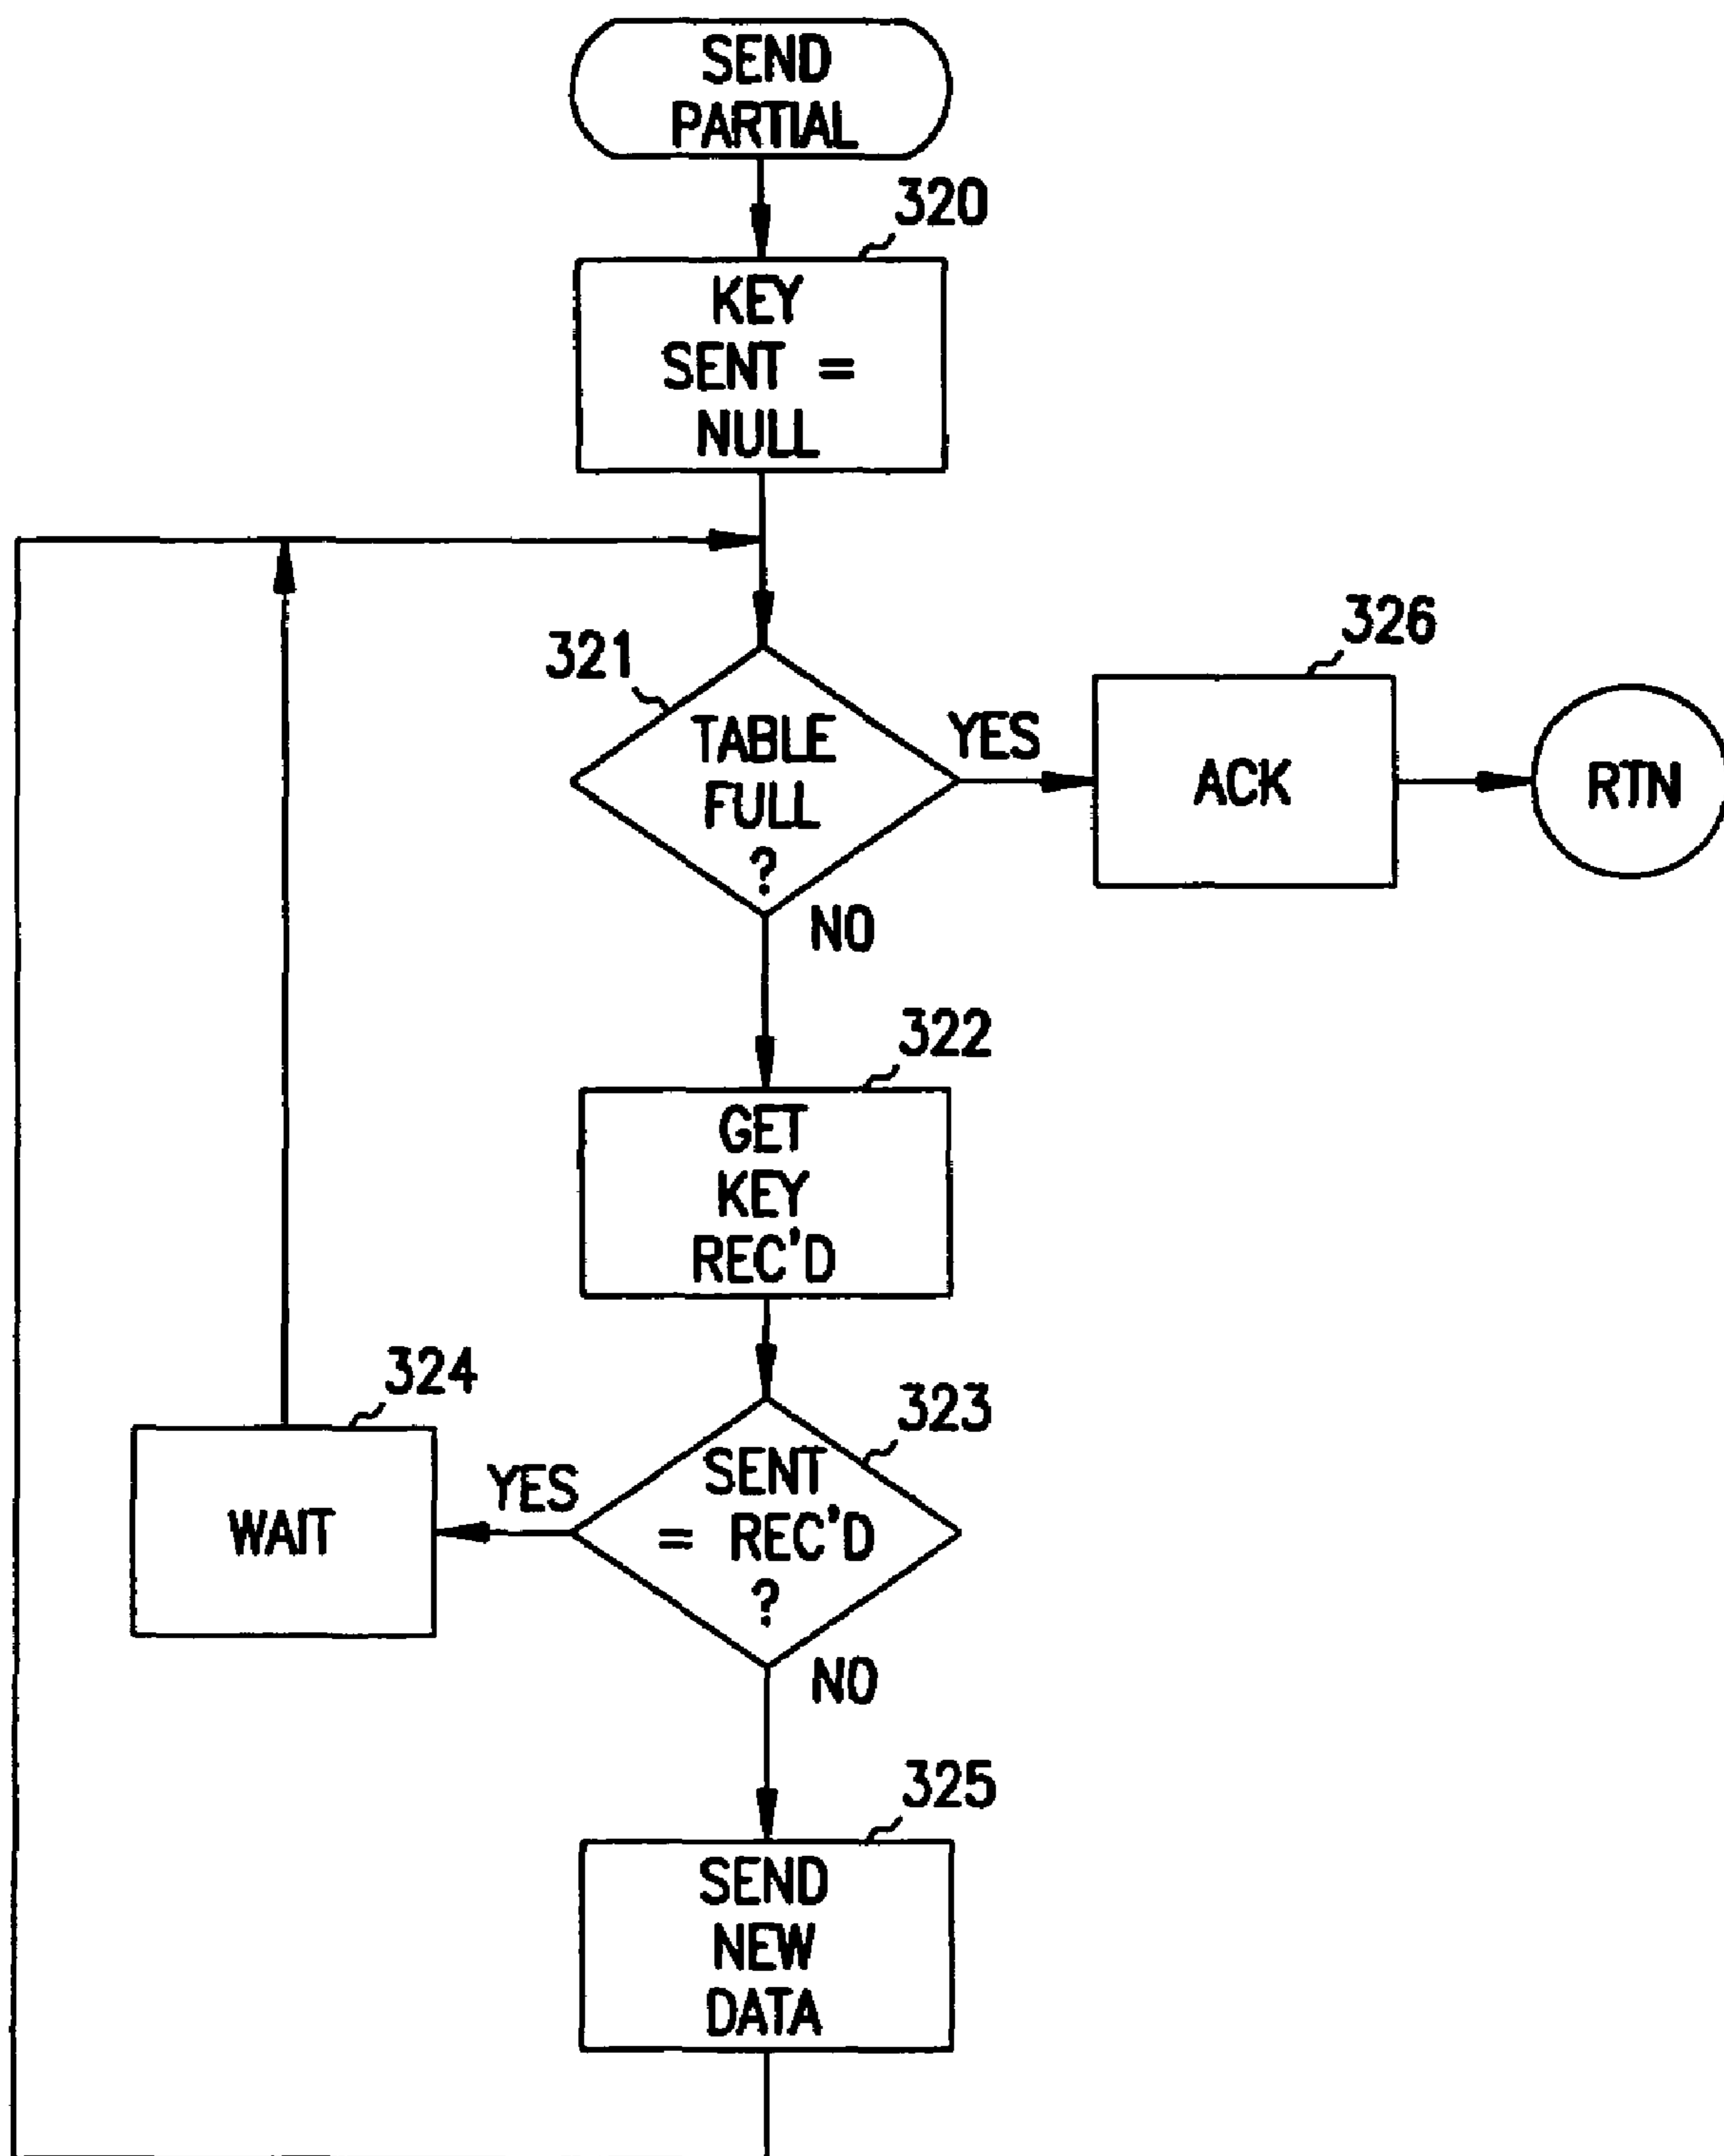 SEND
PARTIAL
320
KEY
SENT =
NULL
321
TABLE
FULL
?
YES
326
ACK
RTN
NO
322
GET
KEY
REC'D
324
323
WAIT
YES
SENT
= REC'D
?
NO
325
SEND
NEW
DATA